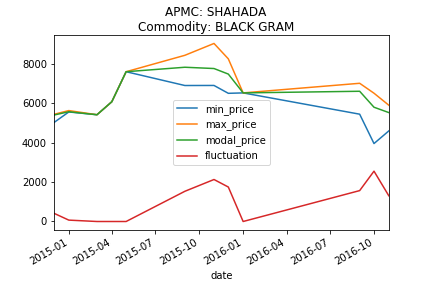 APMC: SHAHADA
Commodity: BLACK GRAM
8000
6000
4000
2000
0
min_price
max_price
modal_price
fluctuation
2015-01
2015-04
2015-07
2015-10
2016-01
2016-04
2016-07
2016-10
date